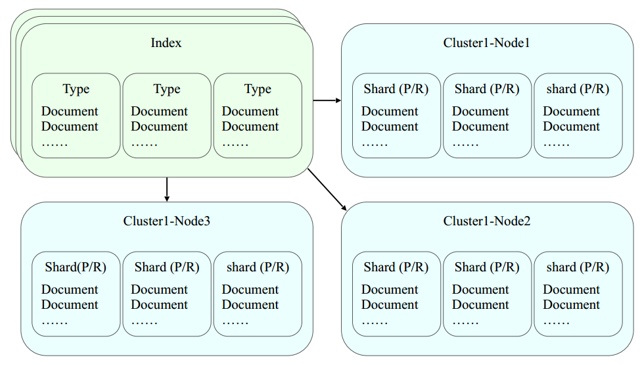 Index
Type
Document
Document
……
Type
Document
Document
……
Type
Document
Document
……
Cluster1-Node1
Shard (P/R)
Document
Document
……
Shard (P/R)
Document
Document
……
shard (P/R)
Document
Document
……
Cluster1-Node3
Shard(P/R)
Document
Document
……
Shard (P/R)
Document
Document
……
shard (P/R)
Document
Document
……
Cluster1-Node2
Shard (P/R)
Document
Document
……
Shard (P/R)
Document
Document
……
shard (P/R)
Document
Document
……